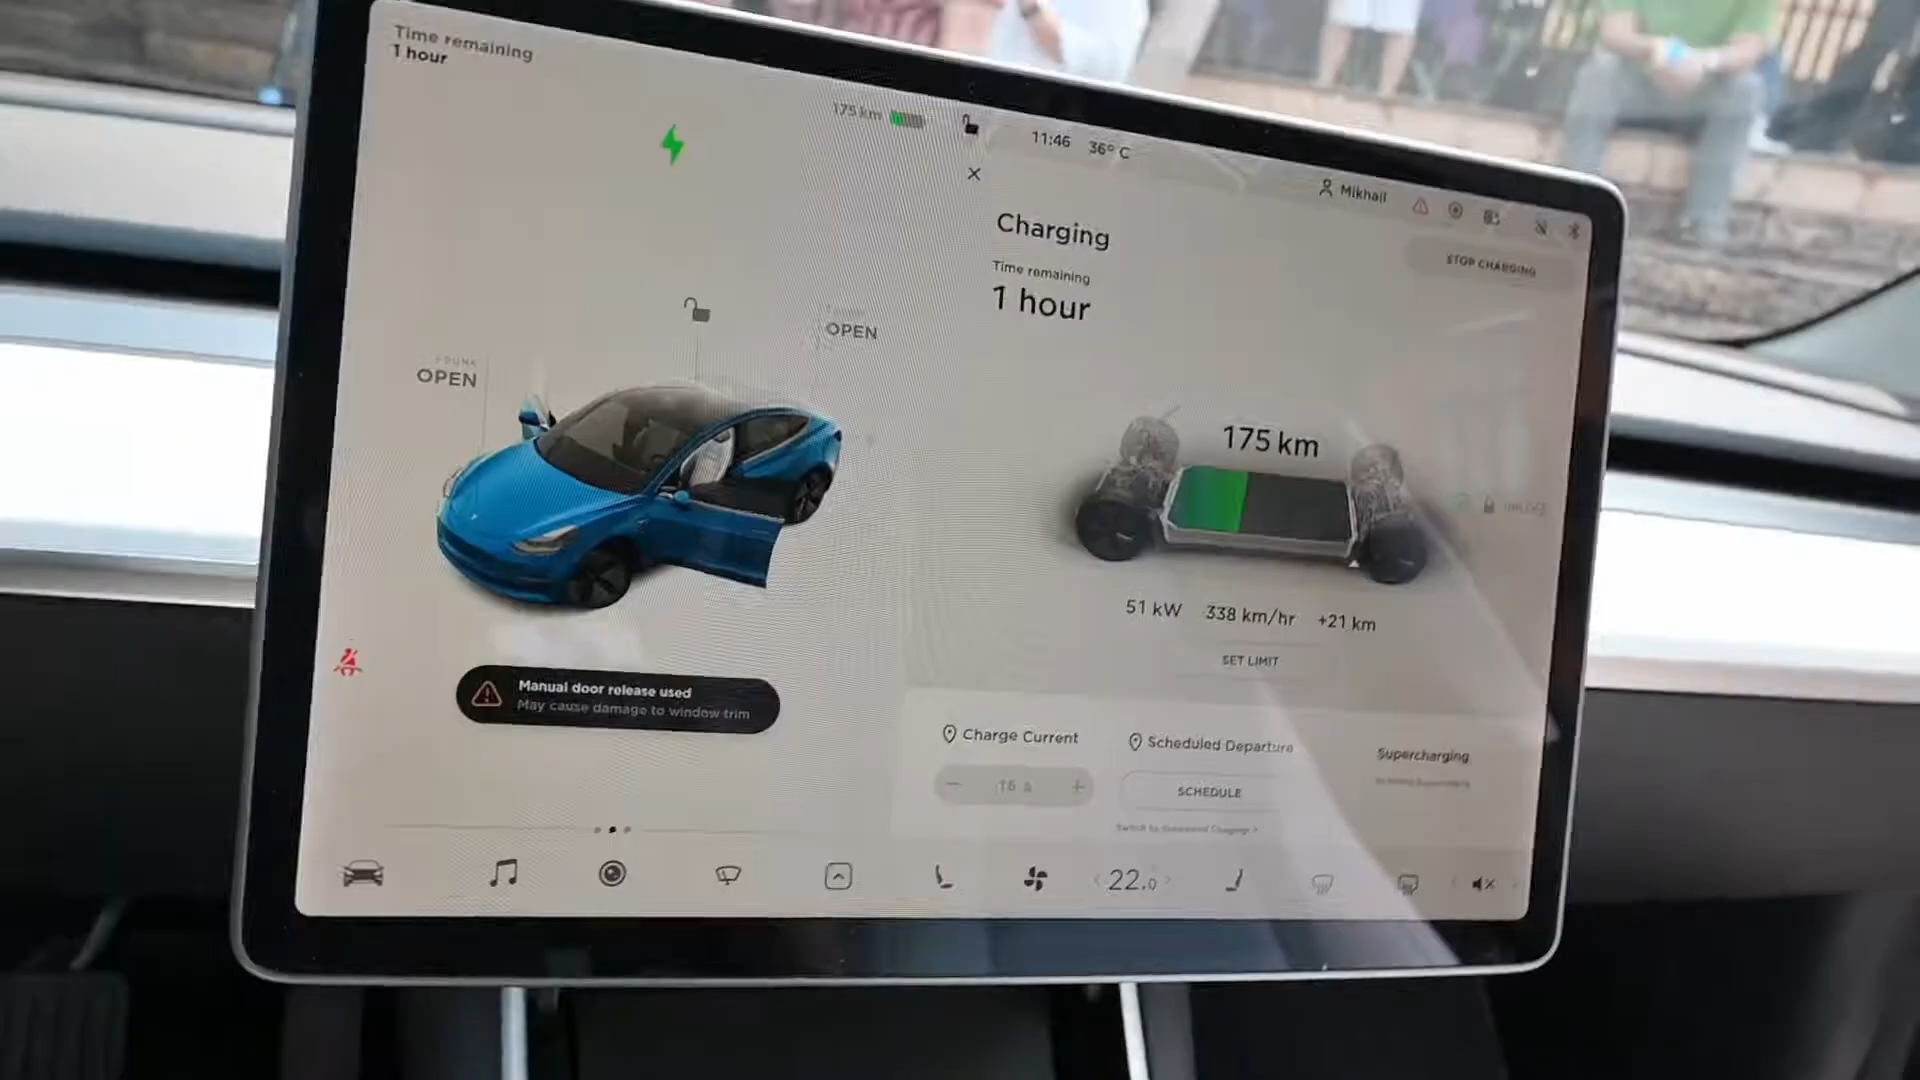 Time remaining
1 hour
175 km
11:46 36° C
Mikhail
Charging
STOP CHARGING
Time remaining
1 hour
OPEN
FRUNK
OPEN
175 km
51 kW 338 km/hr +21 km
SET LIMIT
Manual door release used
May cause damage to window trim
Charge Current
Scheduled Departure
Supercharging
16 A
SCHEDULE
22.0